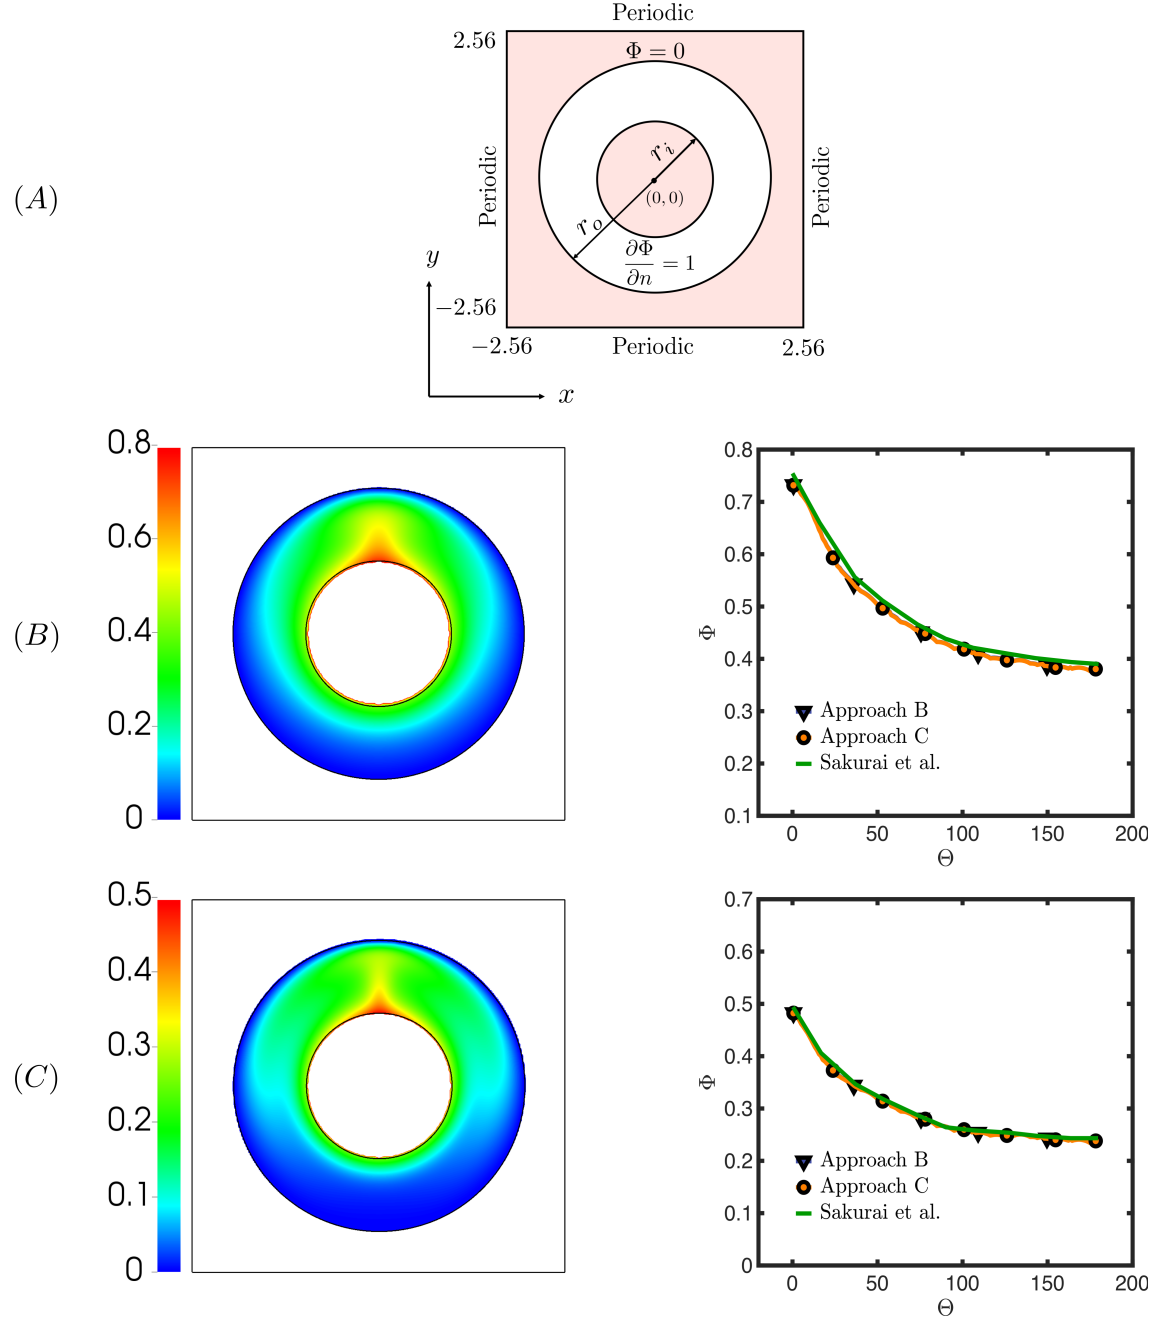 (A)
Periodic
2.56
Φ = 0
Periodic
Periodic
r_i
(0, 0)
r_o
∂Φ/∂n = 1
y
−2.56
−2.56
Periodic
2.56
x
(B)
0.8
0.6
0.4
0.2
0
0.8
0.7
0.6
0.5
0.4
0.3
0.2
0.1
Φ
Approach B
Approach C
Sakurai et al.
0 50 100 150 200
Θ
(C)
0.5
0.4
0.3
0.2
0.1
0
0.7
0.6
0.5
0.4
0.3
0.2
0.1
0
Φ
Approach B
Approach C
Sakurai et al.
0 50 100 150 200
Θ